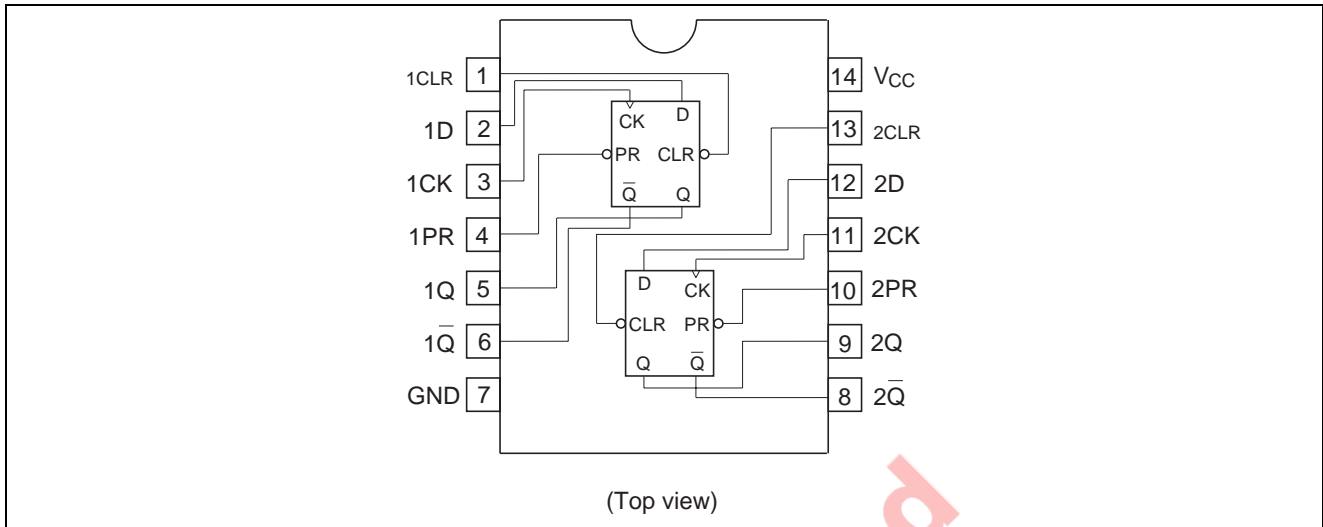 1CLR 1
1D 2
1CK 3
1PR 4
1Q 5
1Q̅ 6
GND 7
14 VCC
13 2CLR
12 2D
11 2CK
10 2PR
9 2Q
8 2Q̅
CK D
PR CLR
Q̅ Q
D CK
CLR PR
Q Q̅
(Top view)